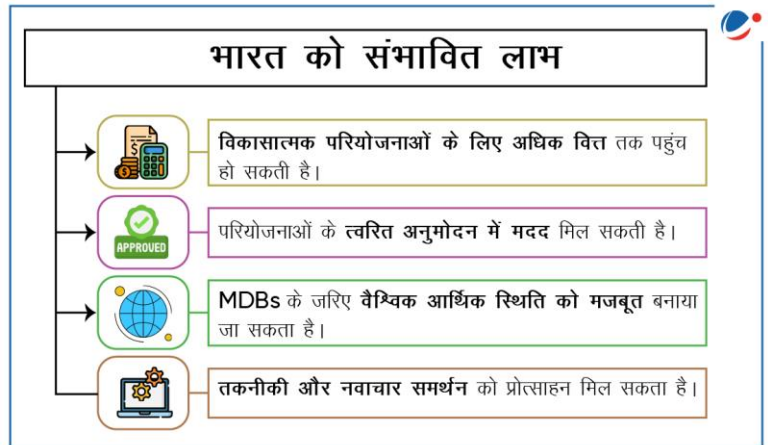 भारत को संभावित लाभ
विकासात्मक परियोजनाओं के लिए अधिक वित्त तक पहुंच
हो सकती है।
APPROVED
परियोजनाओं के त्वरित अनुमोदन में मदद मिल सकती है।
MDBs के जरिए वैश्विक आर्थिक स्थिति को मजबूत बनाया
जा सकता है।
तकनीकी और नवाचार समर्थन को प्रोत्साहन मिल सकता है।